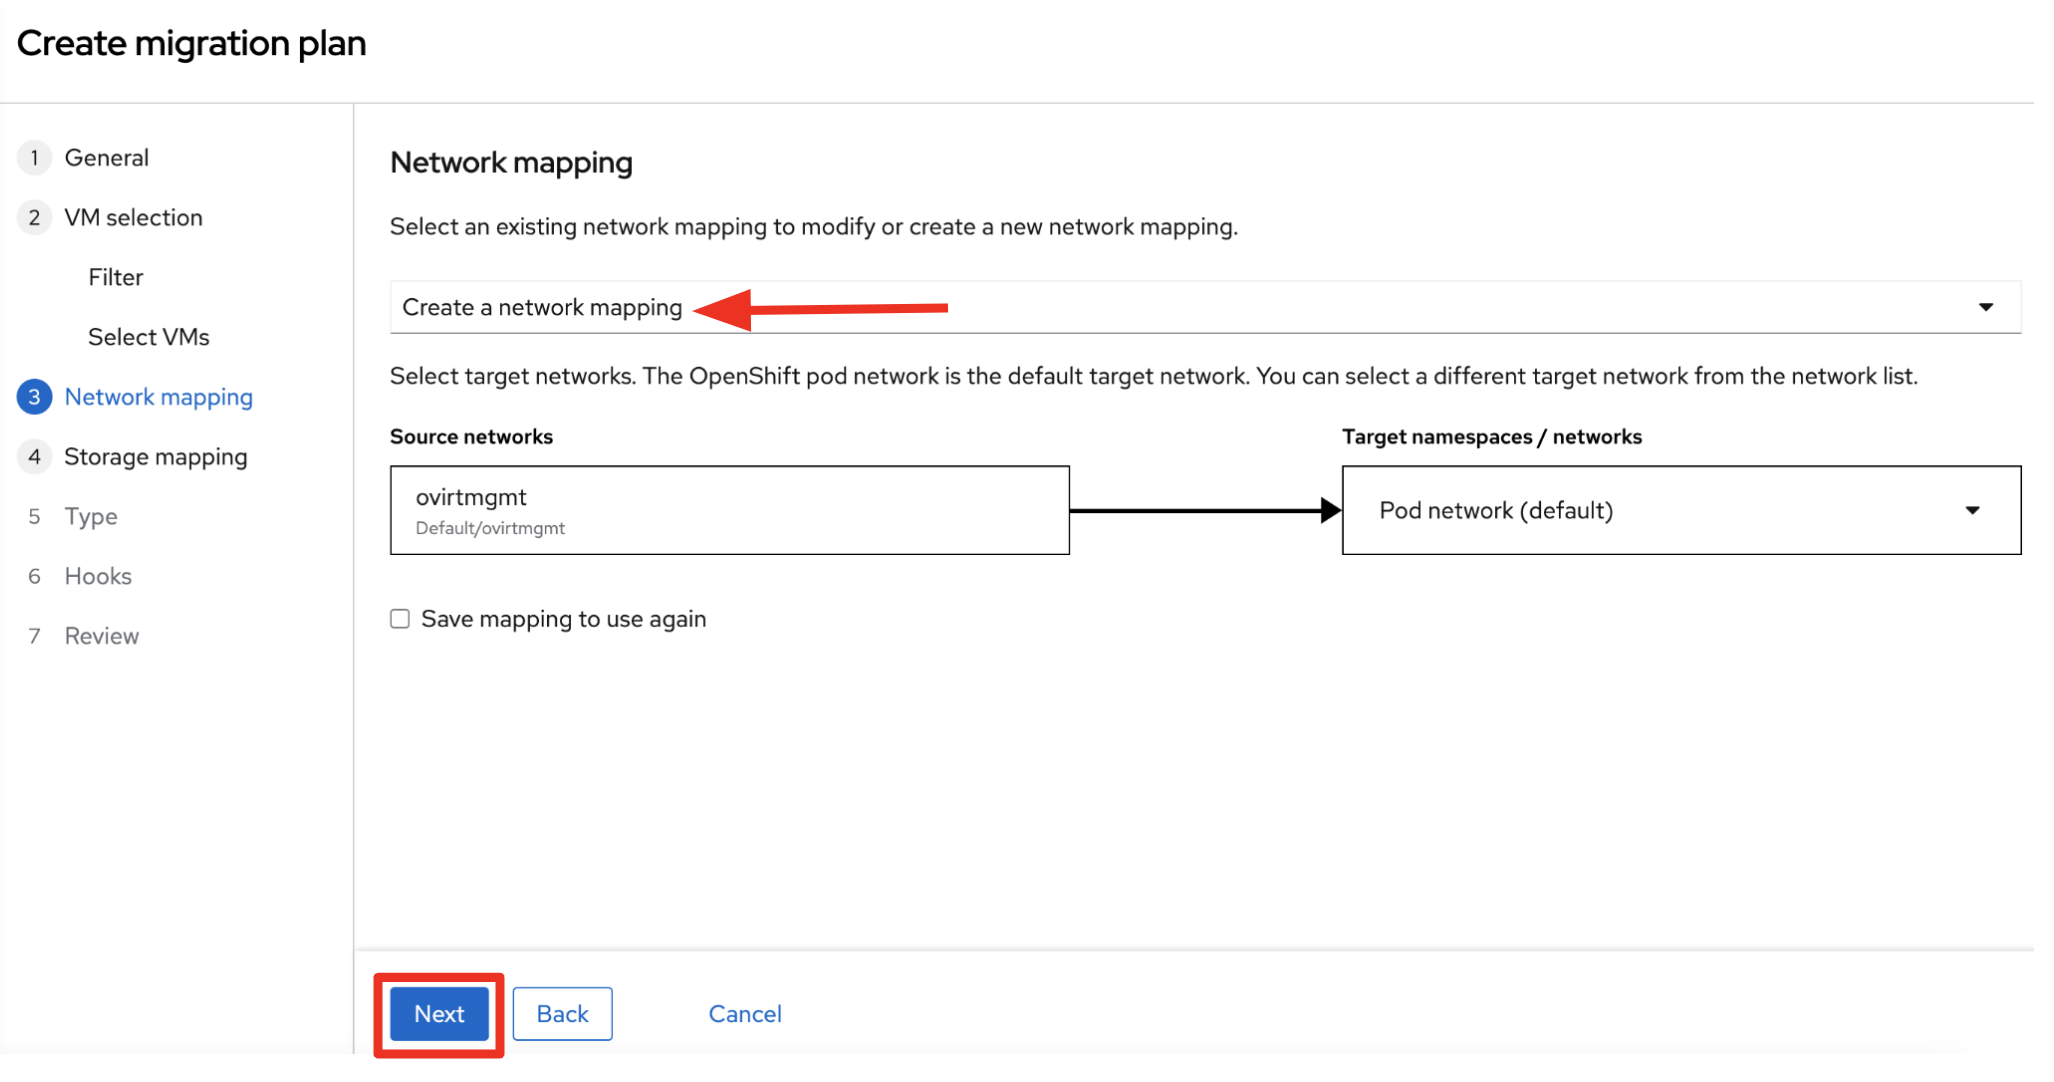 Create migration plan
1 General
2 VM selection
Filter
Select VMs
3 Network mapping
4 Storage mapping
5 Type
6 Hooks
7 Review
Network mapping
Select an existing network mapping to modify or create a new network mapping.
Create a network mapping
Select target networks. The OpenShift pod network is the default target network. You can select a different target network from the network list.
Source networks
Target namespaces / networks
ovirtmgmt
Default/ovirtmgmt
Pod network (default)
Save mapping to use again
Next Back Cancel